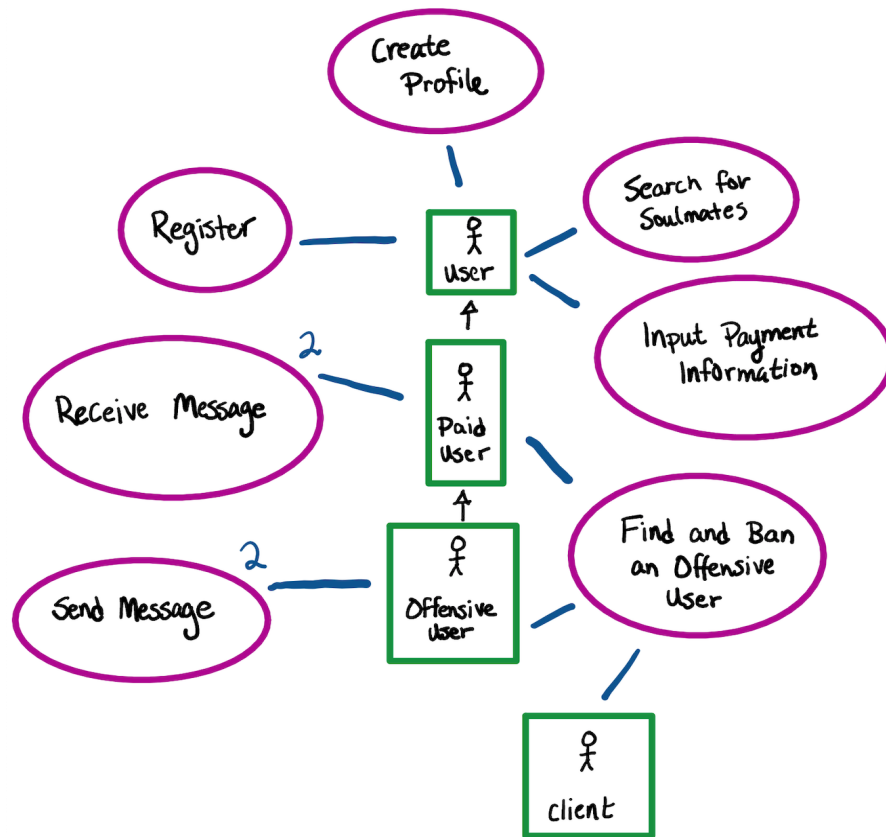 Create
Profile
Register
Search for
Soulmates
User
Input Payment
Information
2
Receive Message
Paid
User
2
Send Message
Offensive
User
Find and Ban
an Offensive
User
Client